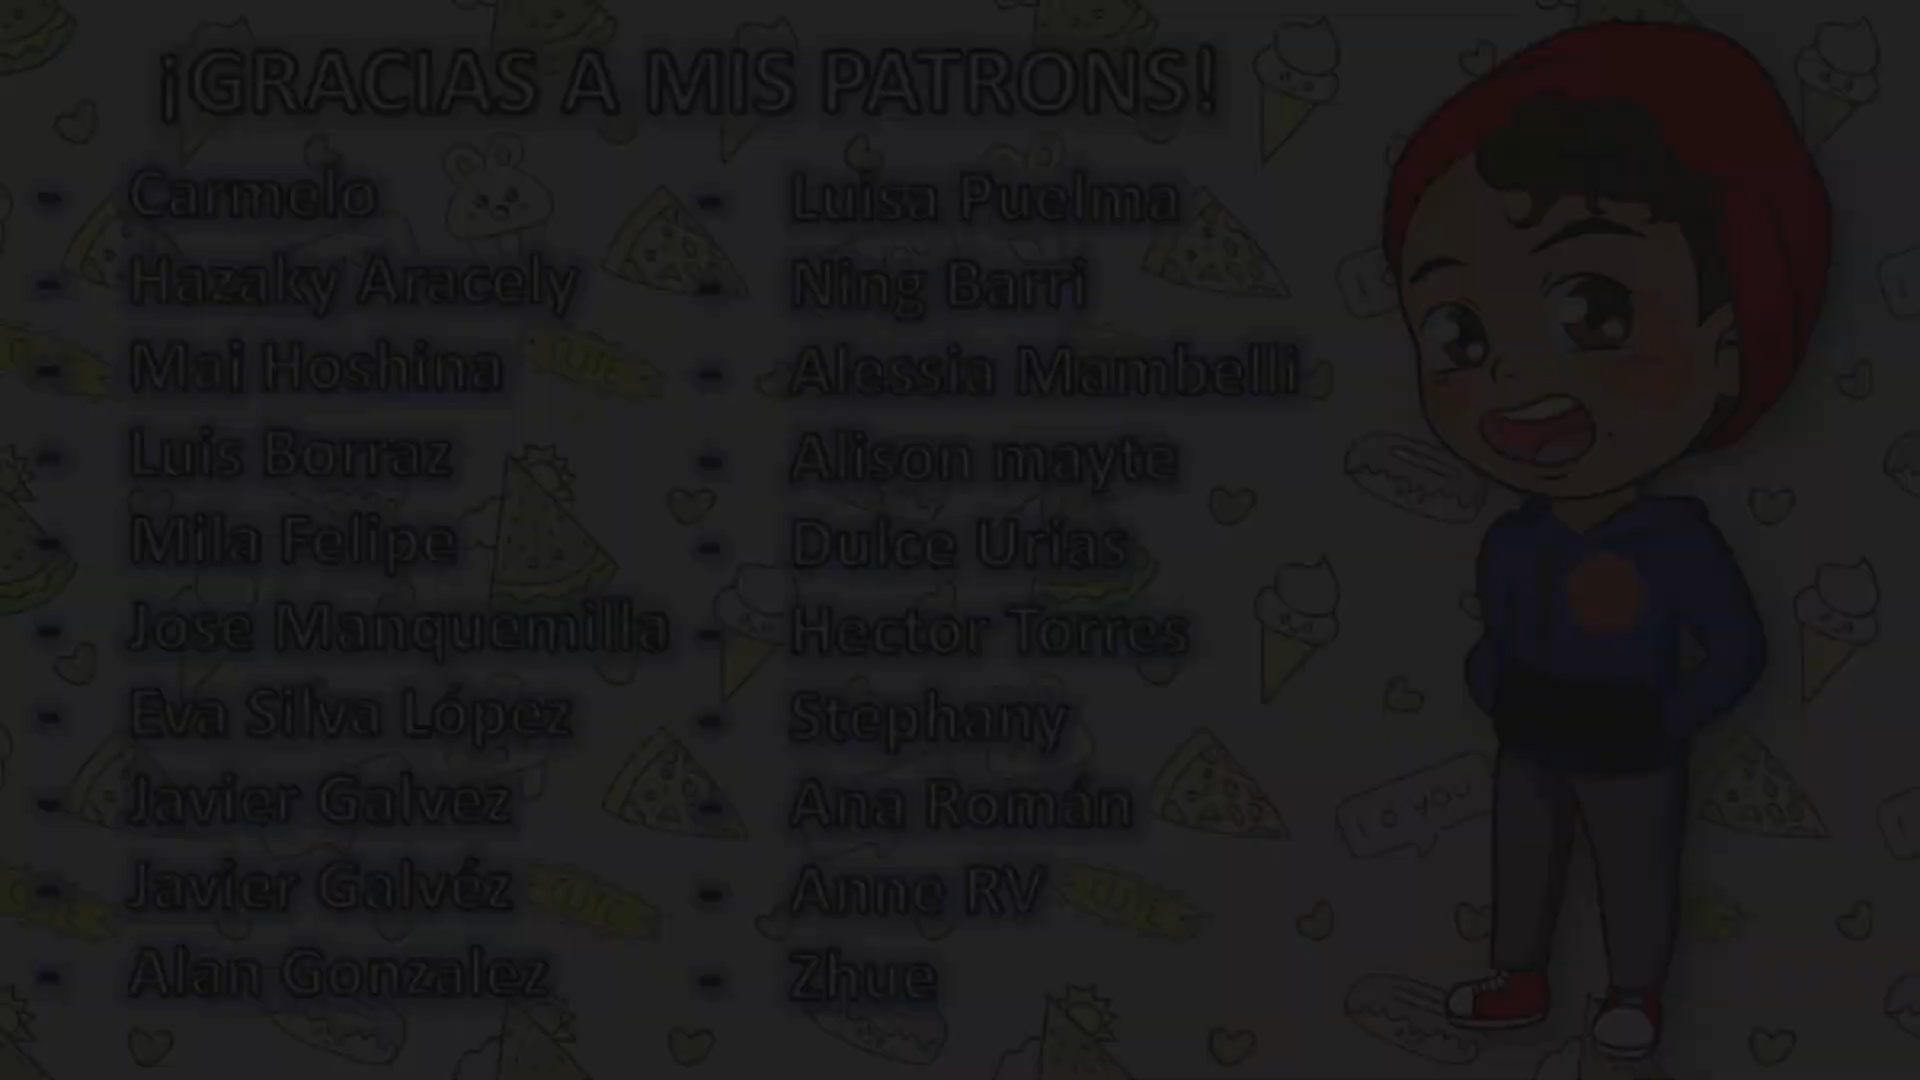 ¡GRACIAS A MIS PATRONS!
- Carmelo
- Hazaky Aracely
- Mai Hoshina
- Luis Borraz
- Mila Felipe
- Jose Manquemilla
- Eva Silva López
- Javier Galvez
- Javier Galvéz
- Alan Gonzalez
- Luisa Puelma
- Ning Barri
- Alessia Mambelli
- Alison mayte
- Dulce Urias
- Hector Torres
- Stephany
- Ana Román
- Anne RV
- Zhue